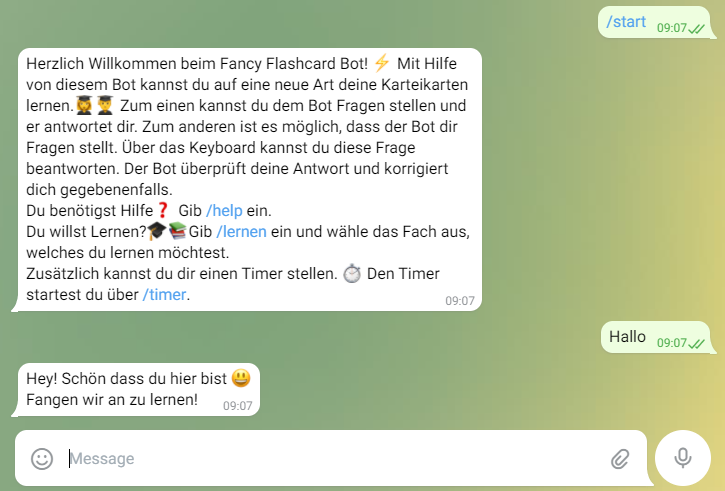 /start 09:07
Herzlich Willkommen beim Fancy Flashcard Bot! ⚡ Mit Hilfe
von diesem Bot kannst du auf eine neue Art deine Karteikarten
lernen.👩‍🎓👨‍🎓 Zum einen kannst du dem Bot Fragen stellen und
er antwortet dir. Zum anderen ist es möglich, dass der Bot dir
Fragen stellt. Über das Keyboard kannst du diese Frage
beantworten. Der Bot überprüft deine Antwort und korrigiert
dich gegebenenfalls.
Du benötigst Hilfe❓ Gib /help ein.
Du willst Lernen?🎓📚Gib /lernen ein und wähle das Fach aus,
welches du lernen möchtest.
Zusätzlich kannst du dir einen Timer stellen. ⏱ Den Timer
startest du über /timer. 09:07
Hallo 09:07
Hey! Schön dass du hier bist 😃
Fangen wir an zu lernen! 09:07
Message